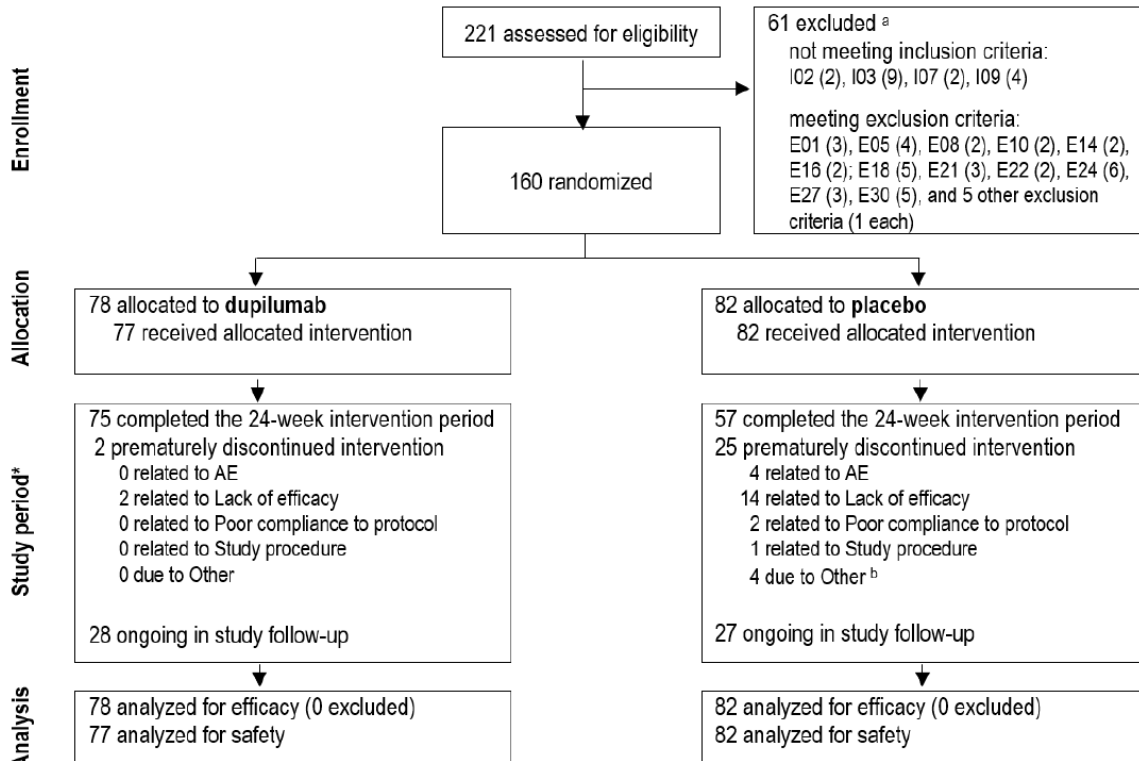 Enrollment
221 assessed for eligibility
61 excluded a
not meeting inclusion criteria:
I02 (2), I03 (9), I07 (2), I09 (4)
meeting exclusion criteria:
E01 (3), E05 (4), E08 (2), E10 (2), E14 (2),
E16 (2); E18 (5), E21 (3), E22 (2), E24 (6),
E27 (3), E30 (5), and 5 other exclusion
criteria (1 each)
160 randomized
Allocation
78 allocated to dupilumab
77 received allocated intervention
82 allocated to placebo
82 received allocated intervention
Study period*
75 completed the 24-week intervention period
2 prematurely discontinued intervention
0 related to AE
2 related to Lack of efficacy
0 related to Poor compliance to protocol
0 related to Study procedure
0 due to Other
28 ongoing in study follow-up
57 completed the 24-week intervention period
25 prematurely discontinued intervention
4 related to AE
14 related to Lack of efficacy
2 related to Poor compliance to protocol
1 related to Study procedure
4 due to Other b
27 ongoing in study follow-up
Analysis
78 analyzed for efficacy (0 excluded)
77 analyzed for safety
82 analyzed for efficacy (0 excluded)
82 analyzed for safety